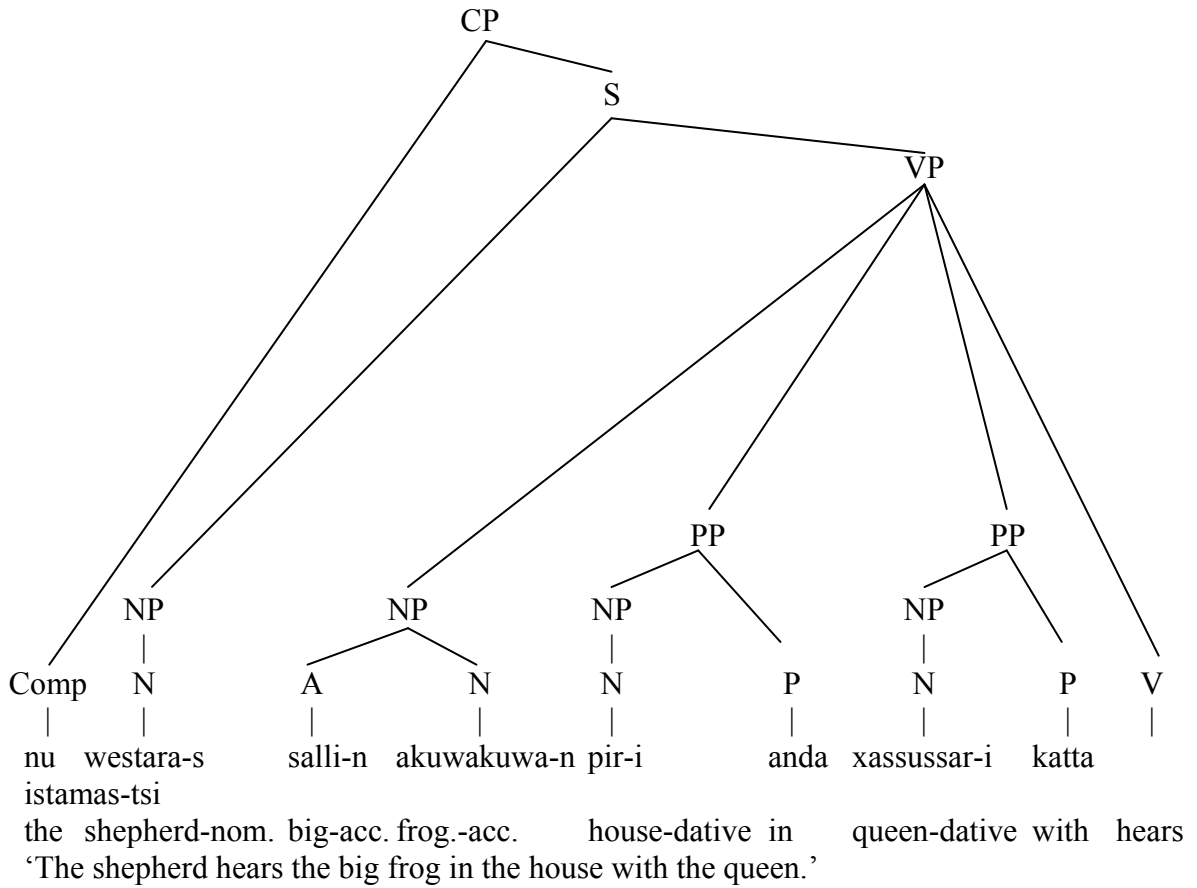 CP
S
VP
PP PP
NP NP NP NP
Comp N A N N P N P V
nu westara-s salli-n akuwakuwa-n pir-i anda xassussar-i katta
istamas-tsi
the shepherd-nom. big-acc. frog.-acc. house-dative in queen-dative with hears
‘The shepherd hears the big frog in the house with the queen.’